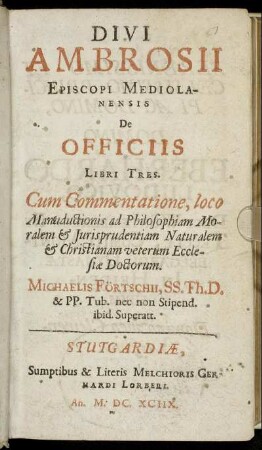 DIVI
AMBROSII
EPISCOPI MEDIOLA-
NENSIS
De
OFFICIIS
LIBRI TRES.
Cum Commentatione, loco
Manuductionis ad Philosophiam Mo-
ralem & Jurisprudentiam Naturalem
& Christianam veterum Eccle-
siæ Doctorum.
MICHAELIS FÖRTSCHII, SS. Th. D.
& PP. Tub. nec non Stipend.
ibid. Superatt.
STUTGARDIÆ,
Sumptibus & Literis MELCHIORIS GER-
HARDI LORBERI.
An. M. DC. XCIIX.